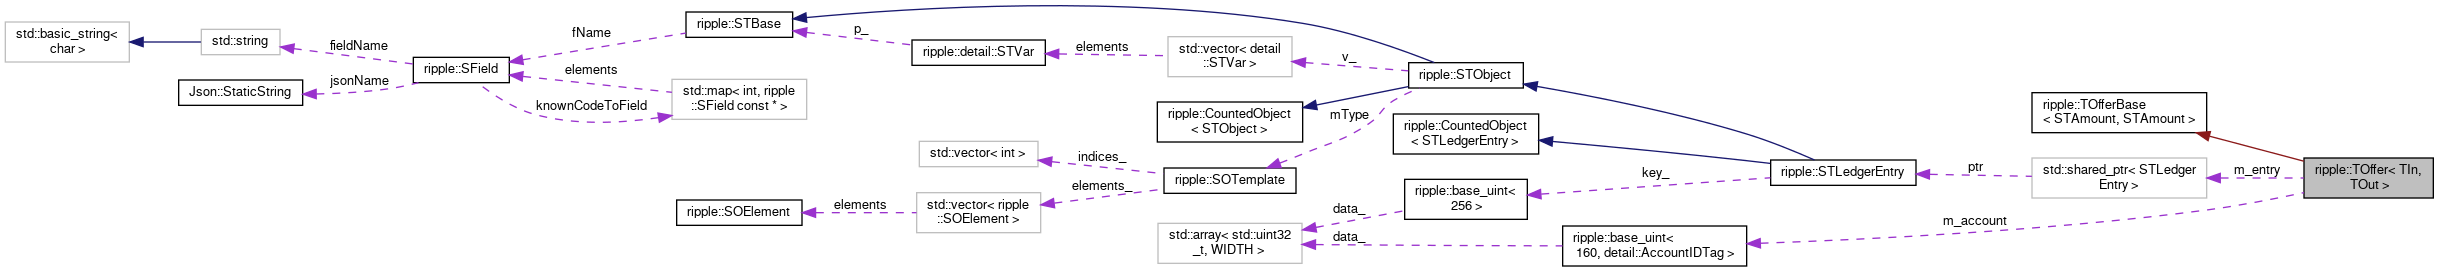 std::basic_string<
char >
std::string
fieldName
jsonName
Json::StaticString
ripple::SField
fName
elements
knownCodeToField
std::map< int, ripple
::SField const * >
ripple::STBase
p_
ripple::detail::STVar
elements
std::vector< detail
::STVar >
v_
ripple::STObject
ripple::CountedObject
< STObject >
mType
ripple::CountedObject
< STLedgerEntry >
std::vector< int >
indices_
ripple::SOTemplate
elements_
std::vector< ripple
::SOElement >
elements
ripple::SOElement
ripple::STLedgerEntry
key_
ripple::base_uint<
256 >
data_
data_
std::array< std::uint32
_t, WIDTH >
ripple::base_uint<
160, detail::AccountIDTag >
m_account
ptr
std::shared_ptr< STLedger
Entry >
m_entry
ripple::TOfferBase
< STAmount, STAmount >
ripple::TOffer< TIn,
TOut >